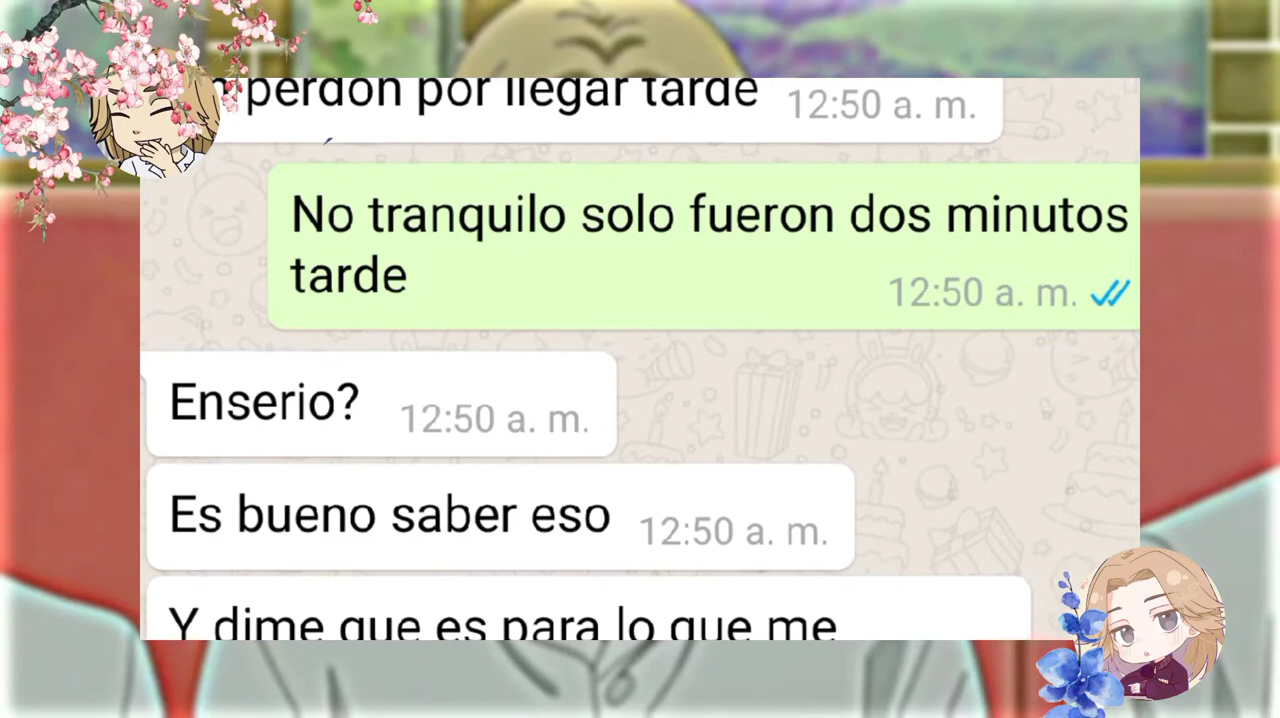 perdón por llegar tarde 12:50 a. m.
No tranquilo solo fueron dos minutos
tarde 12:50 a. m.
Enserio? 12:50 a. m.
Es bueno saber eso 12:50 a. m.
Y dime que es para lo que me